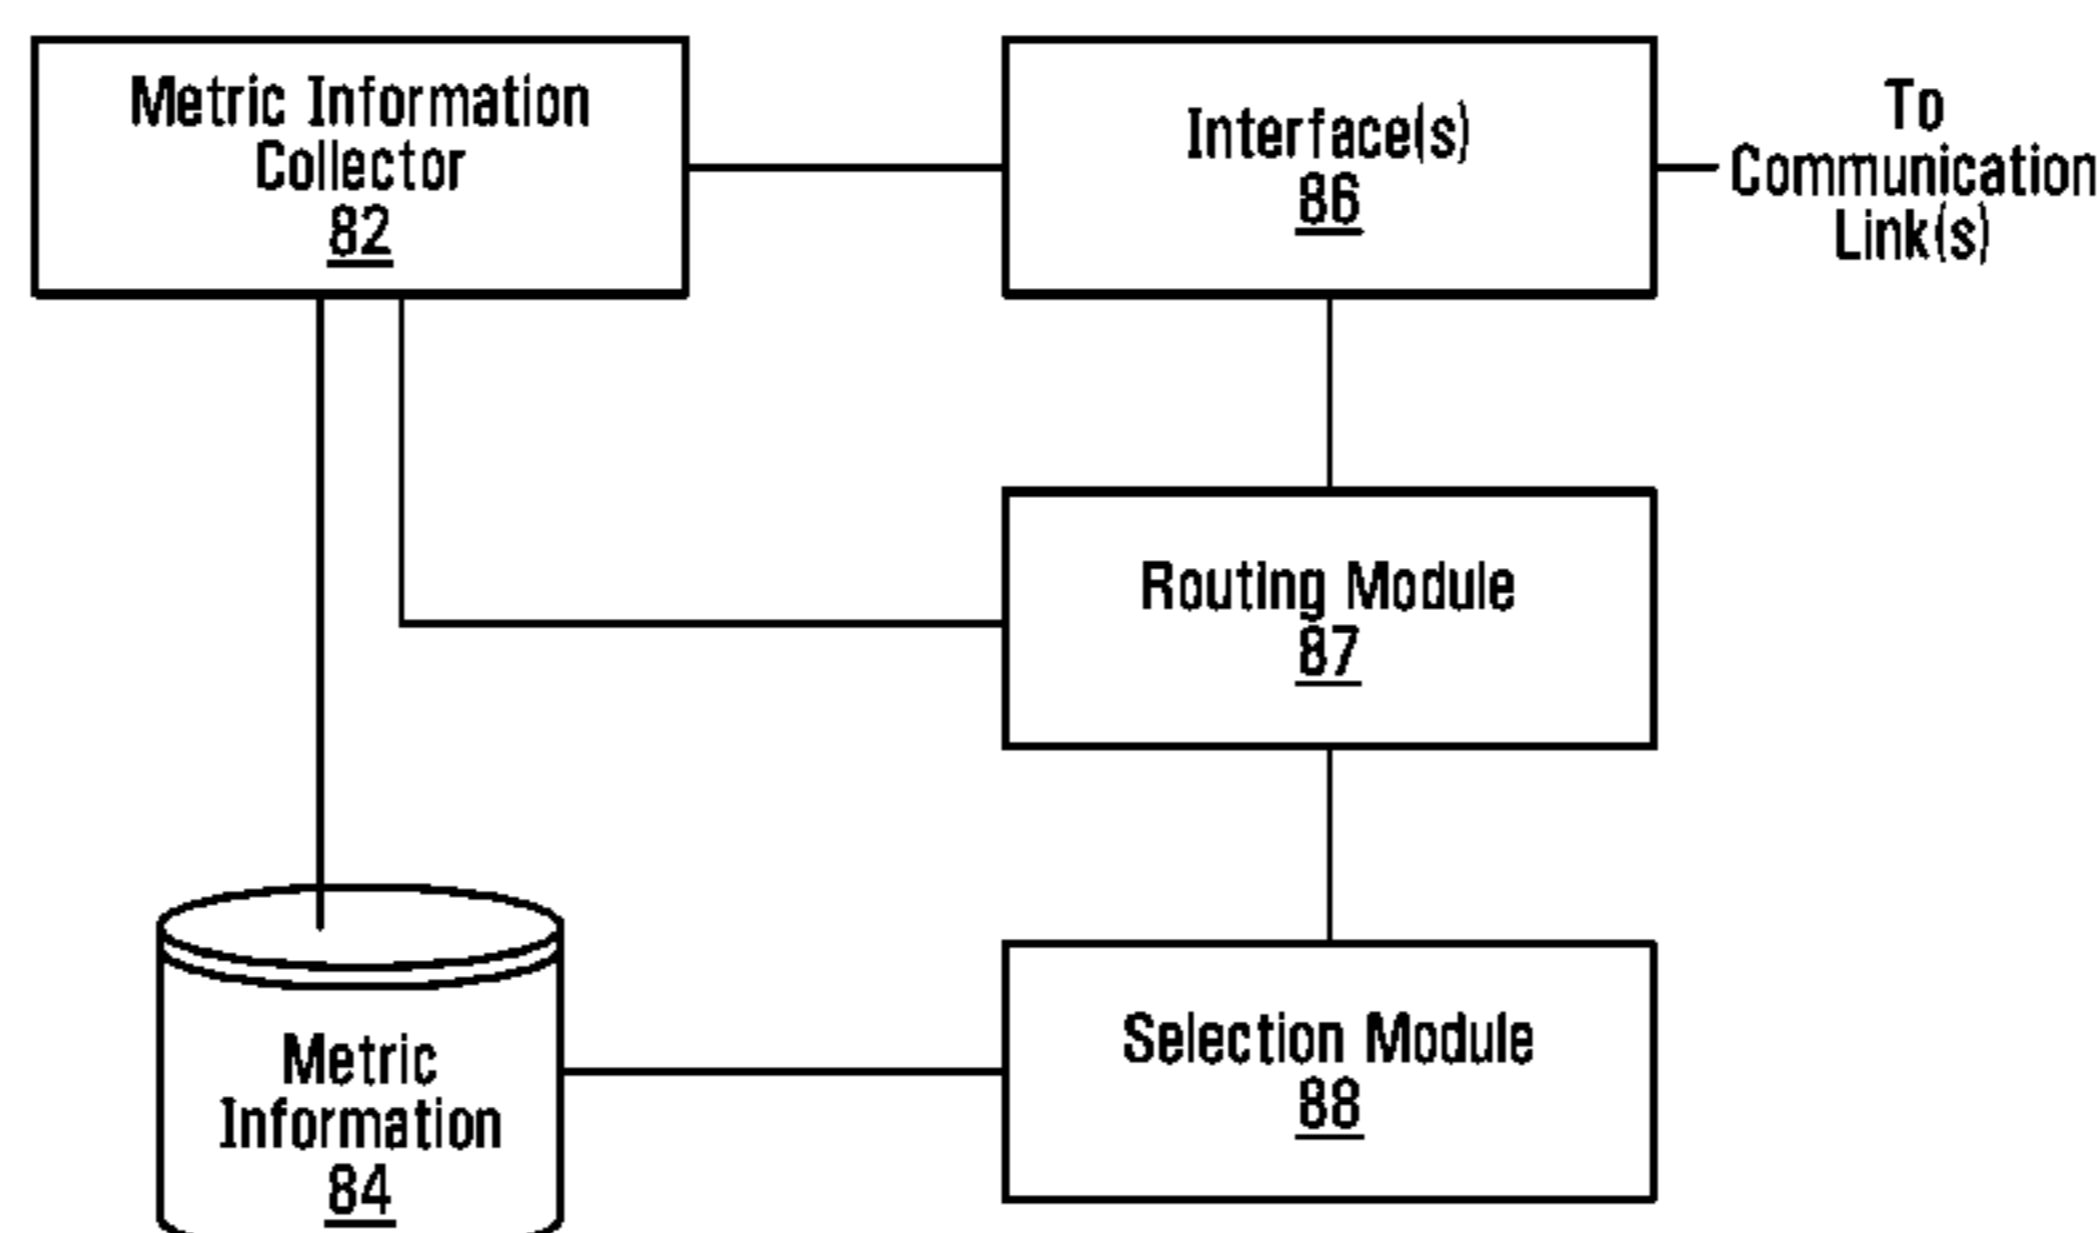 Metric Information
Collector
82
Interface(s)
86
To
Communication
Link(s)
Routing Module
87
Metric
Information
84
Selection Module
88